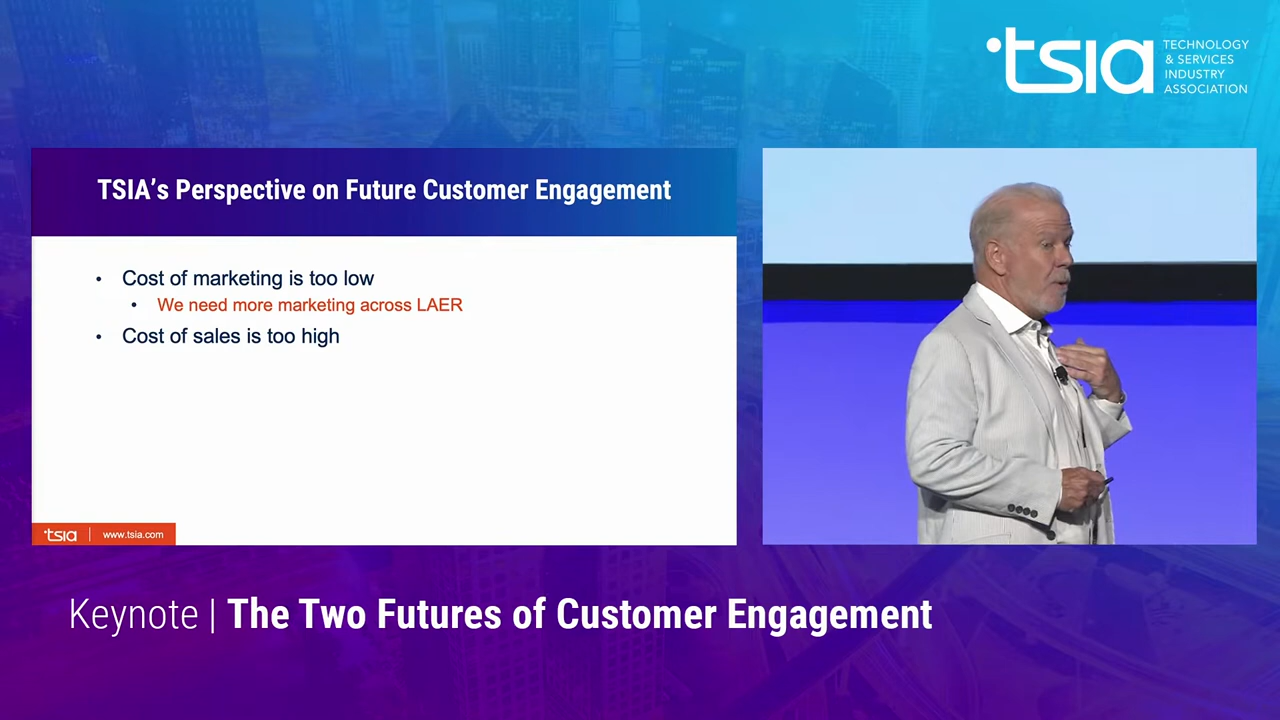 tsia TECHNOLOGY
& SERVICES
INDUSTRY
ASSOCIATION
TSIA's Perspective on Future Customer Engagement
• Cost of marketing is too low
• We need more marketing across LAER
• Cost of sales is too high
tsia | www.tsia.com
Keynote | The Two Futures of Customer Engagement